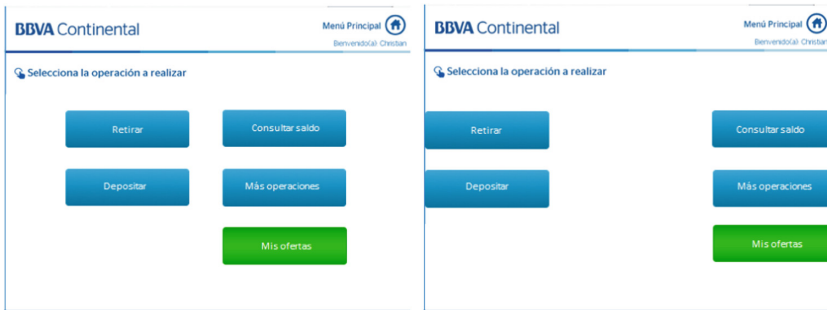 BBVA Continental
Menú Principal
Bienvenido(a) Christian
Selecciona la operación a realizar
Retirar
Consultar saldo
Depositar
Más operaciones
Mis ofertas
BBVA Continental
Menú Principal
Bienvenido(a) Christian
Selecciona la operación a realizar
Retirar
Consultar saldo
Depositar
Más operaciones
Mis ofertas